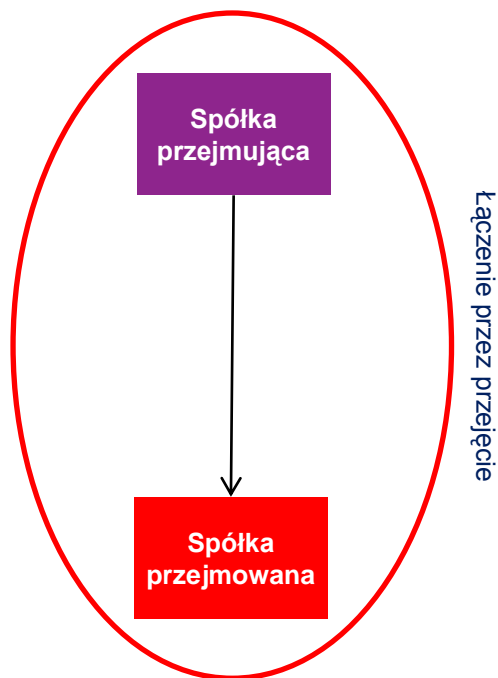 Spółka
przejmująca
Łączenie przez przejęcie
Spółka
przejmowana